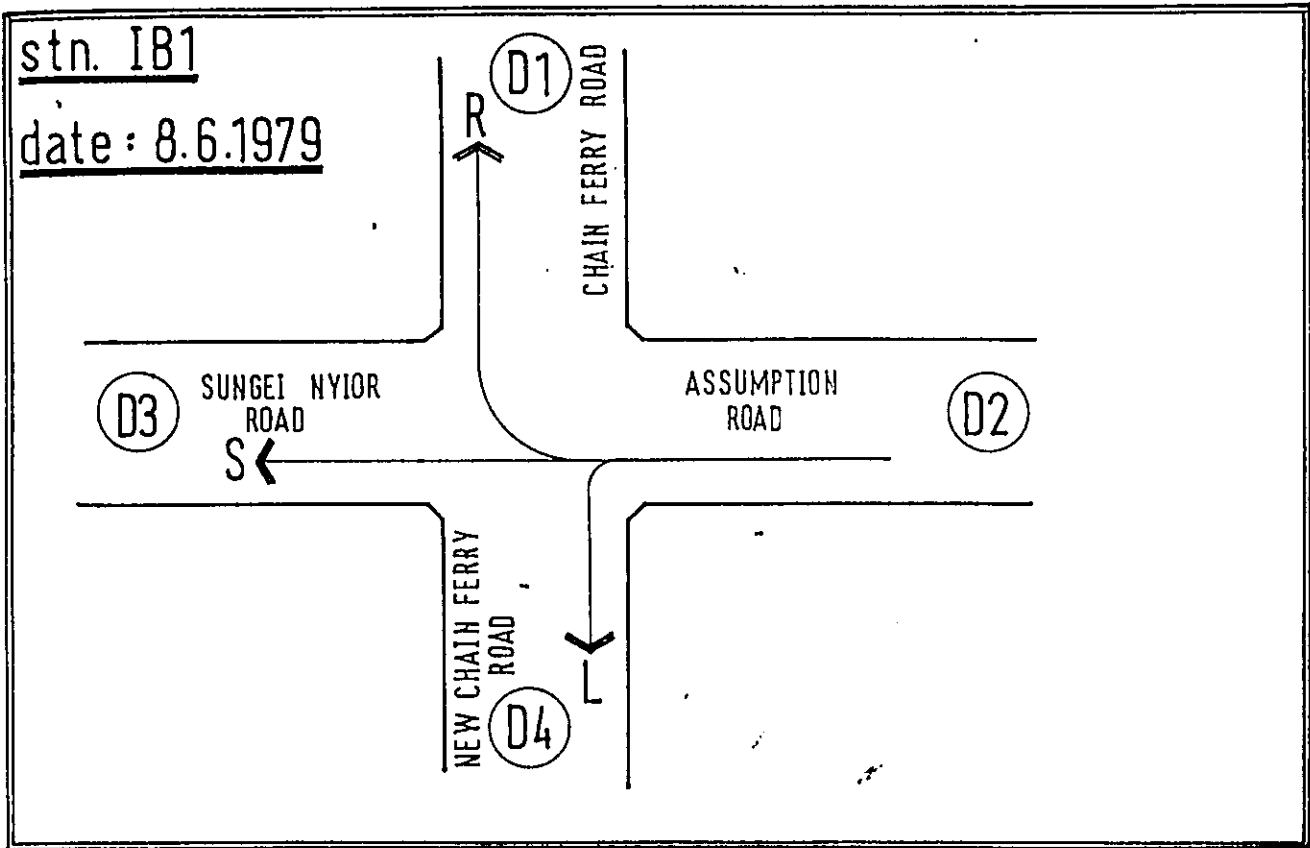 stn. IB1
date : 8.6.1979
D1
R
CHAIN FERRY ROAD
D3
SUNGEI NYIOR
ROAD
S
ASSUMPTION
ROAD
D2
NEW CHAIN FERRY
ROAD
D4
L